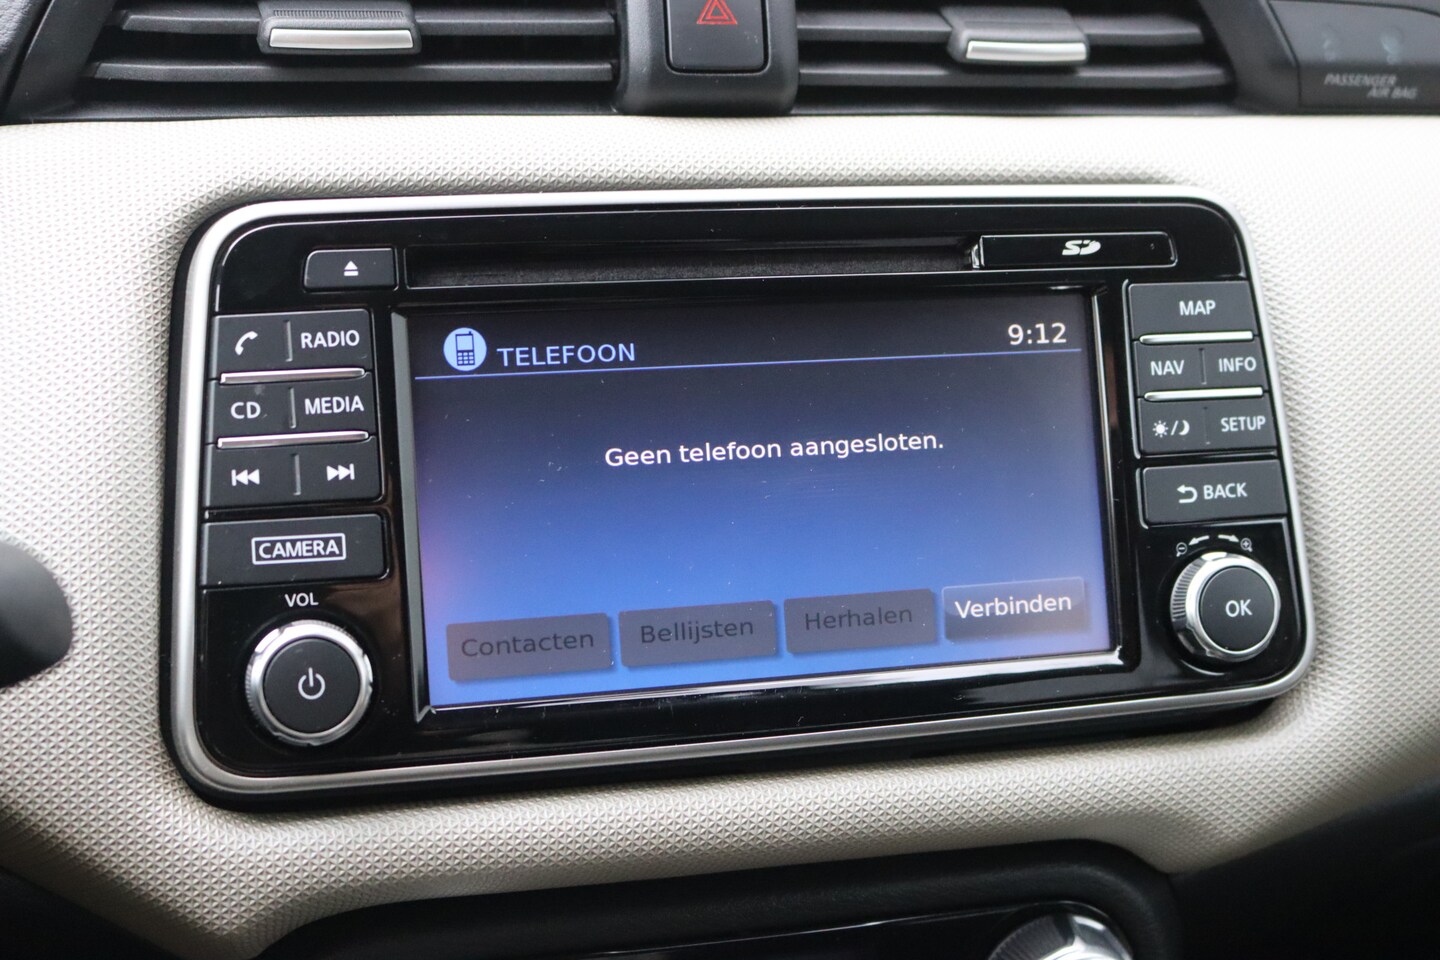 PASSENGER
AIR BAG
SD
RADIO
MAP
TELEFOON
9:12
NAV
INFO
CD
MEDIA
SETUP
Geen telefoon aangesloten.
BACK
CAMERA
VOL
Contacten
Bellijsten
Herhalen
Verbinden
OK